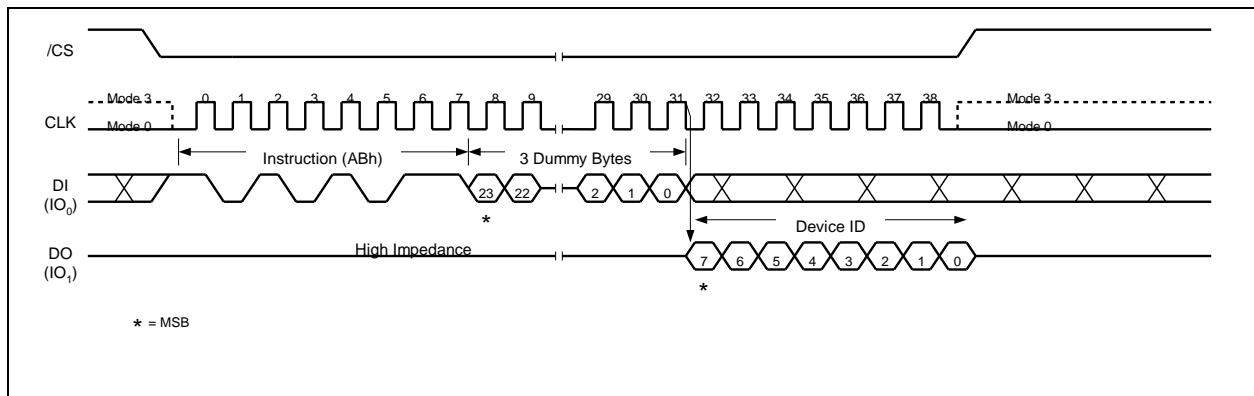 /CS
Mode 3 0 1 2 3 4 5 6 7 8 9 29 30 31 32 33 34 35 36 37 38 Mode 3
CLK
Mode 0 Mode 0
Instruction (ABh) 3 Dummy Bytes
DI
(IO0)
23 22 2 1 0
*
Device ID
High Impedance
DO
(IO1)
7 6 5 4 3 2 1 0
*
* = MSB